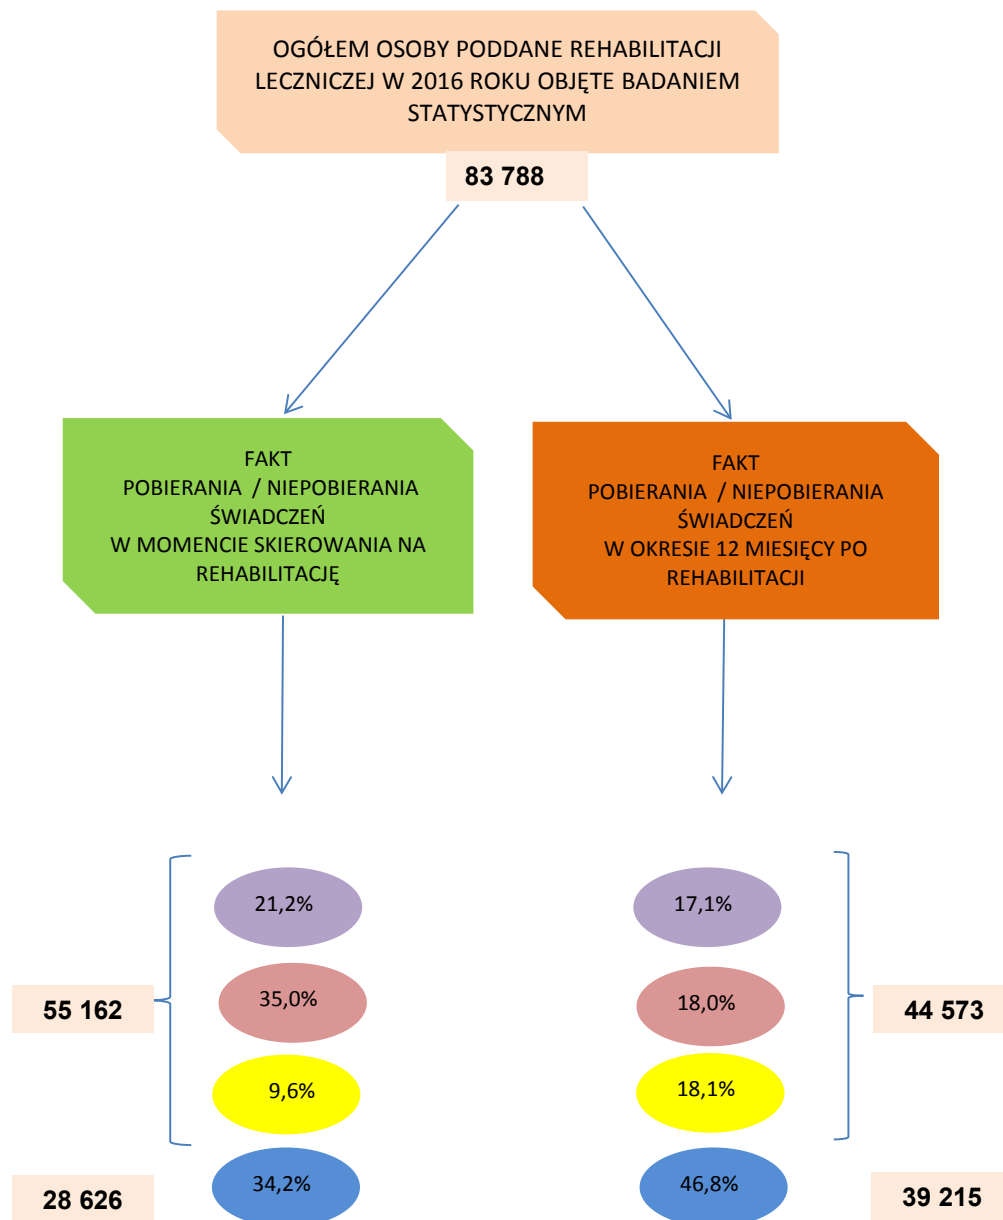 OGÓŁEM OSOBY PODDANE REHABILITACJI
LECZNICZEJ W 2016 ROKU OBJĘTE BADANIEM
STATYSTYCZNYM
83 788
FAKT
POBIERANIA / NIEPOBIERANIA
ŚWIADCZEŃ
W MOMENCIE SKIEROWANIA NA
REHABILITACJĘ
FAKT
POBIERANIA / NIEPOBIERANIA
ŚWIADCZEŃ
W OKRESIE 12 MIESIĘCY PO
REHABILITACJI
21,2%
17,1%
55 162
35,0%
18,0%
44 573
9,6%
18,1%
28 626
34,2%
46,8%
39 215